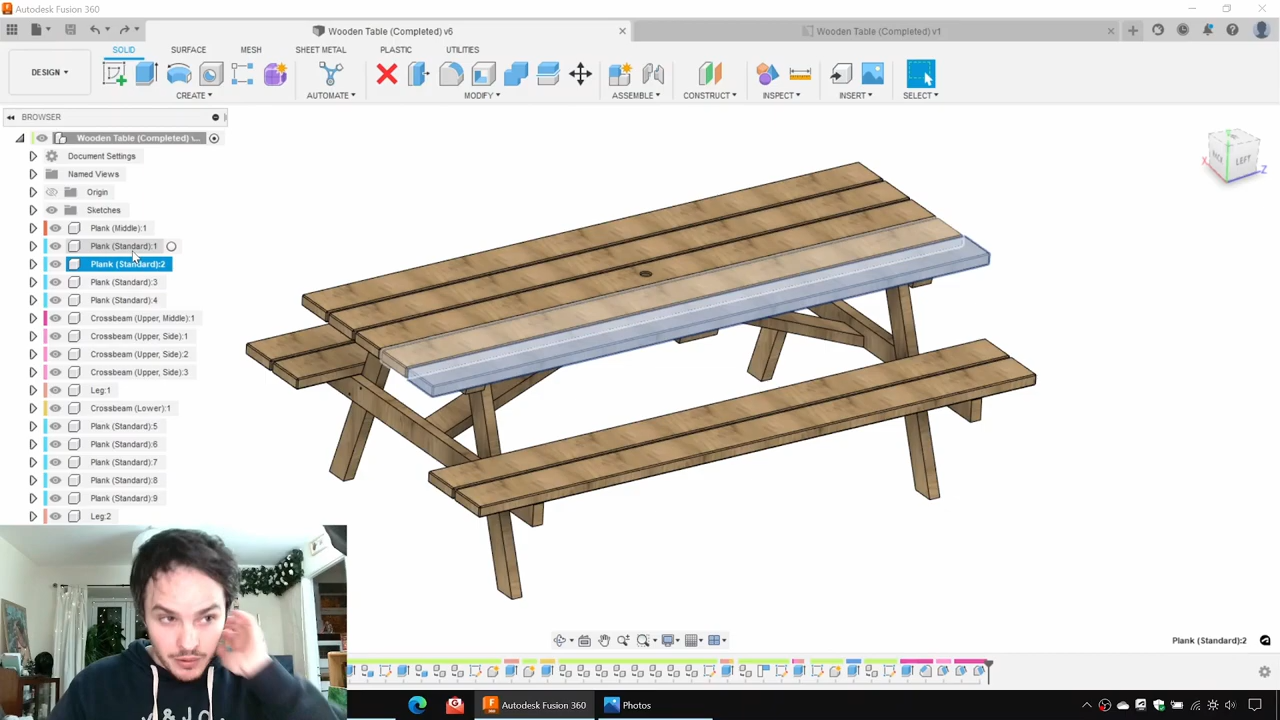 Autodesk Fusion 360
Wooden Table (Completed) v6
Wooden Table (Completed) v1
DESIGN
SOLID
SURFACE
MESH
SHEET METAL
PLASTIC
UTILITIES
CREATE
AUTOMATE
MODIFY
ASSEMBLE
CONSTRUCT
INSPECT
INSERT
SELECT
BROWSER
Wooden Table (Completed) v...
Document Settings
Named Views
Origin
Sketches
Plank (Middle):1
Plank (Standard):1
Plank (Standard):2
Plank (Standard):3
Plank (Standard):4
Crossbeam (Upper, Middle):1
Crossbeam (Upper, Side):1
Crossbeam (Upper, Side):2
Crossbeam (Upper, Side):3
Leg:1
Crossbeam (Lower):1
Plank (Standard):5
Plank (Standard):6
Plank (Standard):7
Plank (Standard):8
Plank (Standard):9
Leg:2
BACK
LEFT
X
Z
Plank (Standard):2
Autodesk Fusion 360
Photos